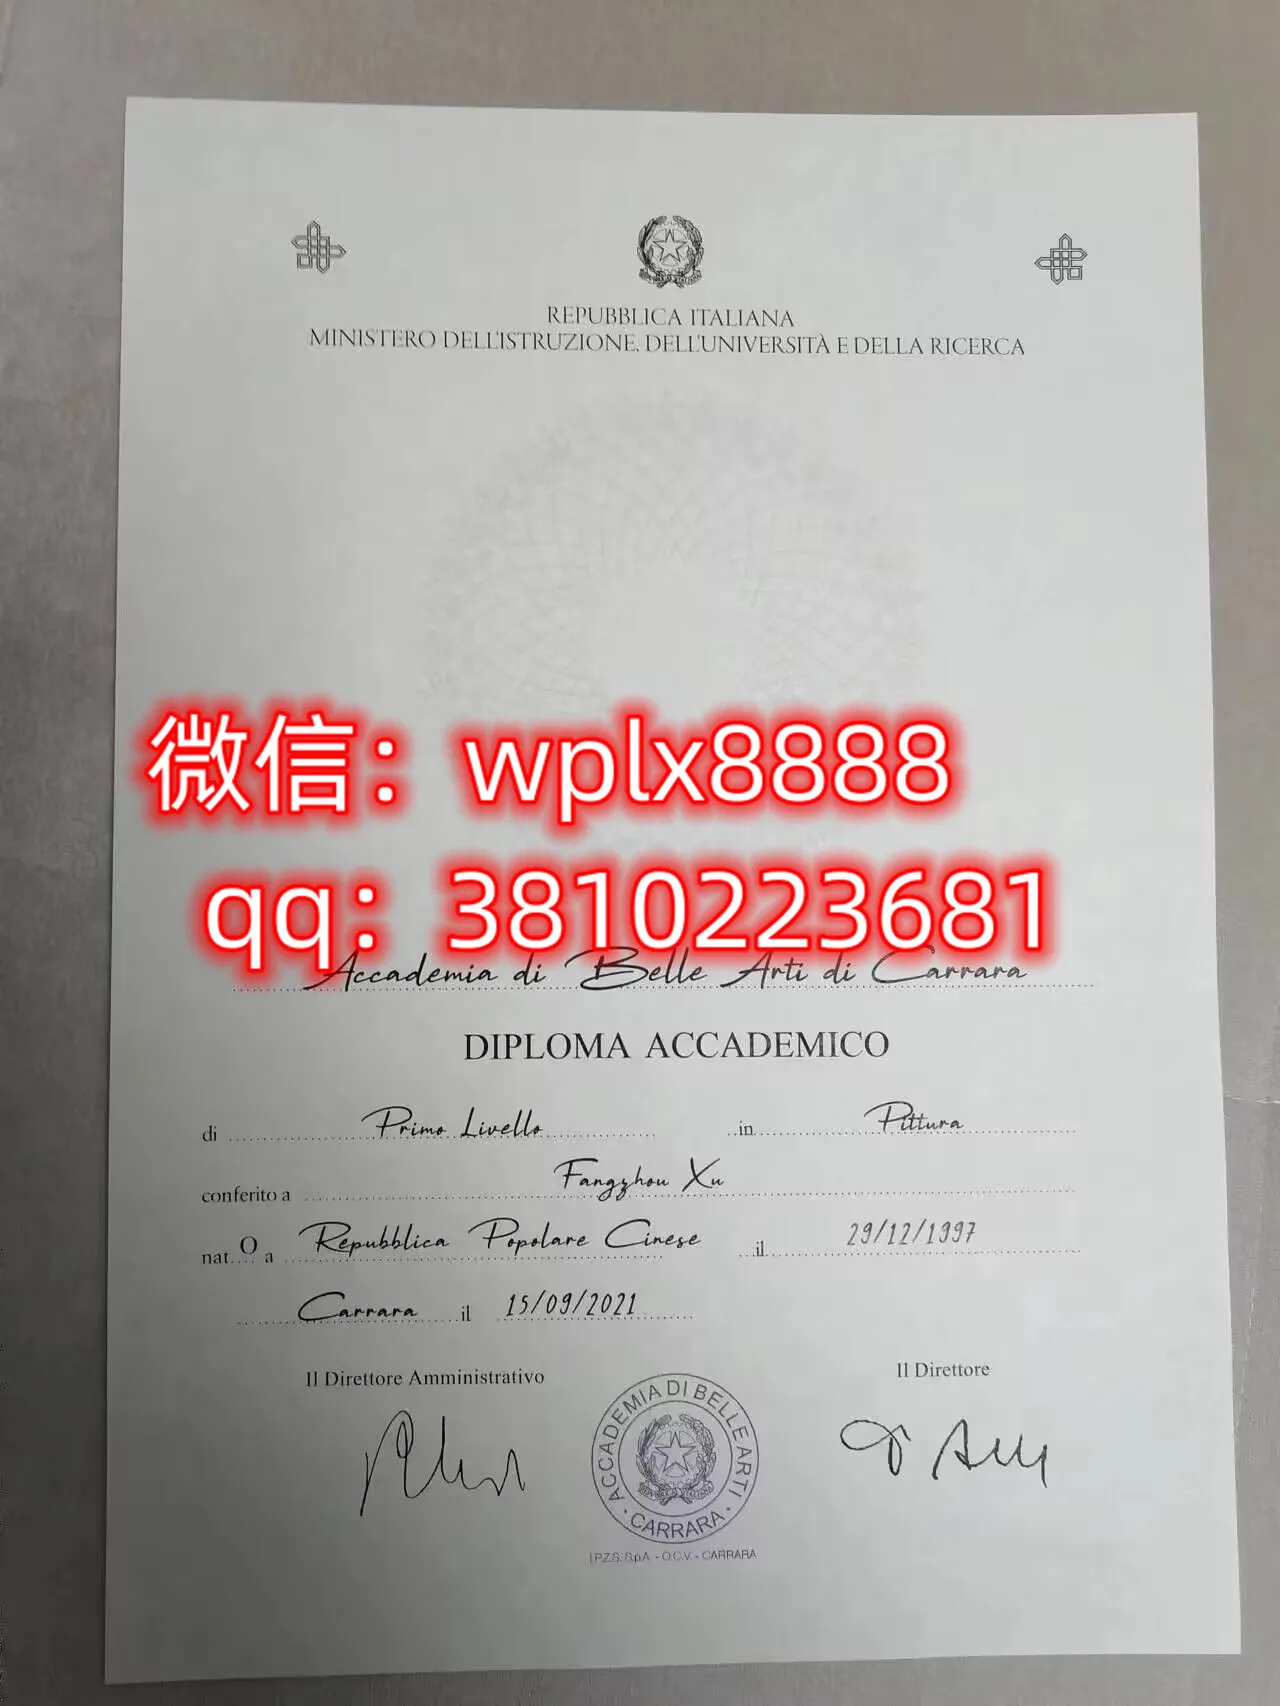 REPUBBLICA ITALIANA
MINISTERO DELL'ISTRUZIONE, DELL'UNIVERSITÀ E DELLA RICERCA
微信：wplx8888
qq：3810223681
Accademia di Belle Arti di Carrara
DIPLOMA ACCADEMICO
di Primo Livello in Pittura
conferito a Fangzhou Xu
nat. O a Repubblica Popolare Cinese il 29/12/1997
Carrara il 15/09/2021
Il Direttore Amministrativo Il Direttore
ACCADEMIA DI BELLE ARTI
REPVBBLICA ITALIANA
· CARRARA ·
I.P.Z.S. S.p.A. - O.C.V. - CARRARA